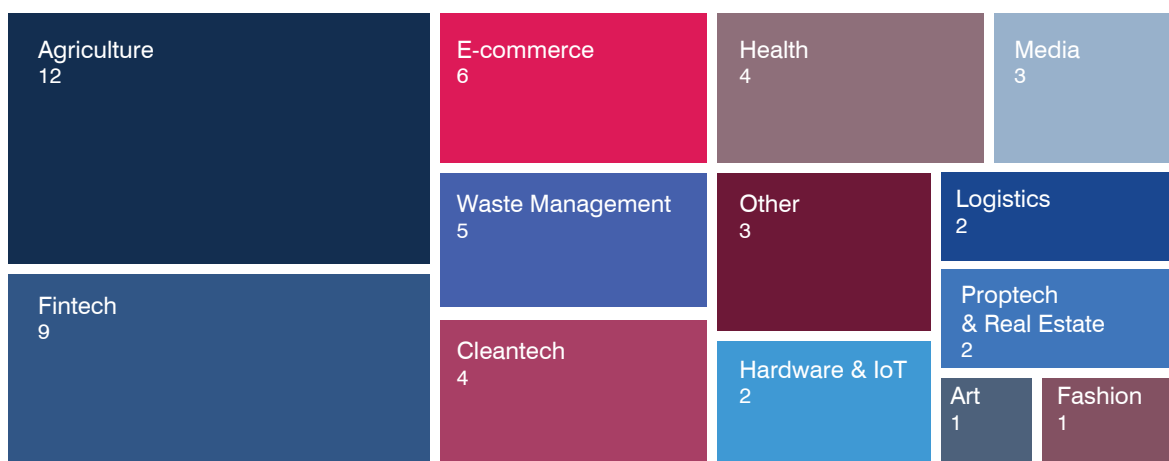 Agriculture
12
Fintech
9
E-commerce
6
Waste Management
5
Cleantech
4
Health
4
Media
3
Other
3
Hardware & IoT
2
Logistics
2
Proptech
& Real Estate
2
Art
1
Fashion
1